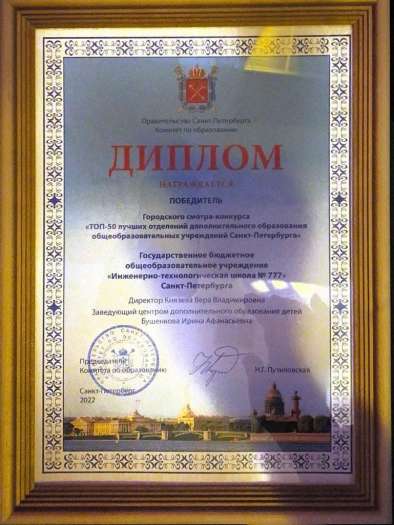 Правительство Санкт-Петербурга
Комитет по образованию
ДИПЛОМ
НАГРАЖДАЕТСЯ
ПОБЕДИТЕЛЬ
Городского смотра-конкурса
«ТОП-50 лучших отделений дополнительного образования
общеобразовательных учреждений Санкт-Петербурга»
Государственное бюджетное
общеобразовательное учреждение
«Инженерно-технологическая школа № 777»
Санкт-Петербурга
Директор Князева Вера Владимировна
Заведующий центром дополнительного образования детей
Бушенкова Ирина Афанасьевна
Председатель
Комитета по образованию
Н.Г. Путиловская
Санкт-Петербург
2022